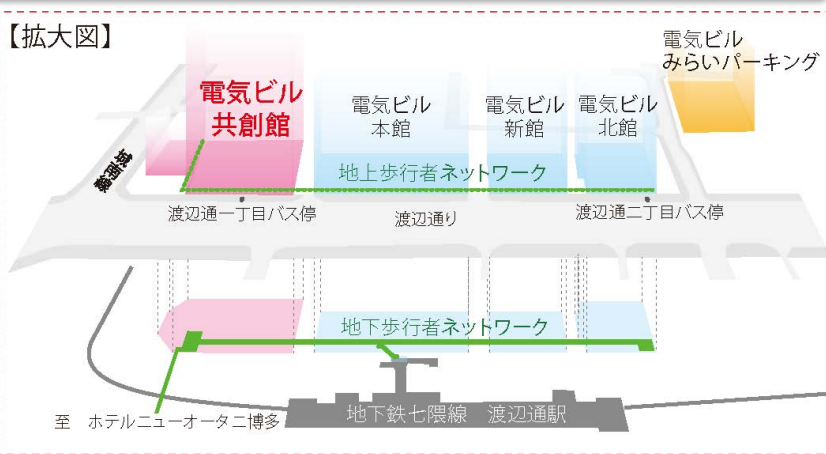 【拡大図】
電気ビル
みらいパーキング
電気ビル
共創館
電気ビル
本館
電気ビル
新館
電気ビル
北館
城南線
地上歩行者ネットワーク
渡辺通一丁目バス停
渡辺通り
渡辺通二丁目バス停
地下歩行者ネットワーク
至 ホテルニューオータニ博多
地下鉄七隈線 渡辺通駅